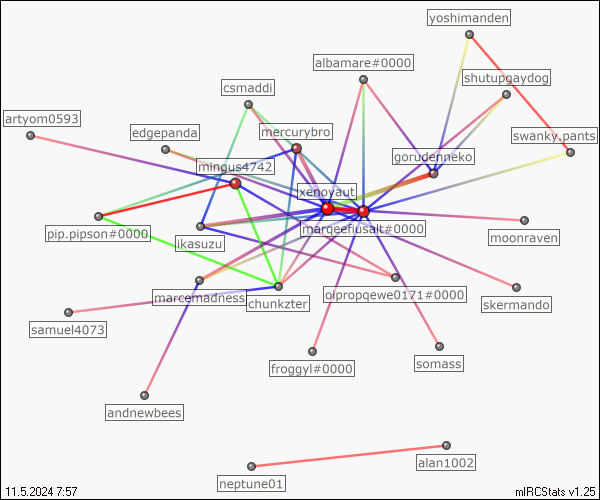 yoshimanden
albamare#0000
shutupgaydog
csmaddi
artyom0593
edgepanda
mercurybro
swanky.pants
gorudenneko
mingus4742
xenoyaut
pip.pipson#0000
ikasuzu
marqeefiusalt#0000
moonraven
marcemadness
chunkzter
ofpropqewe0171#0000
skermando
samuel4073
froggyl#0000
somass
andnewbees
alan1002
neptune01
11.5.2024 7:57
mIRCStats v1.25